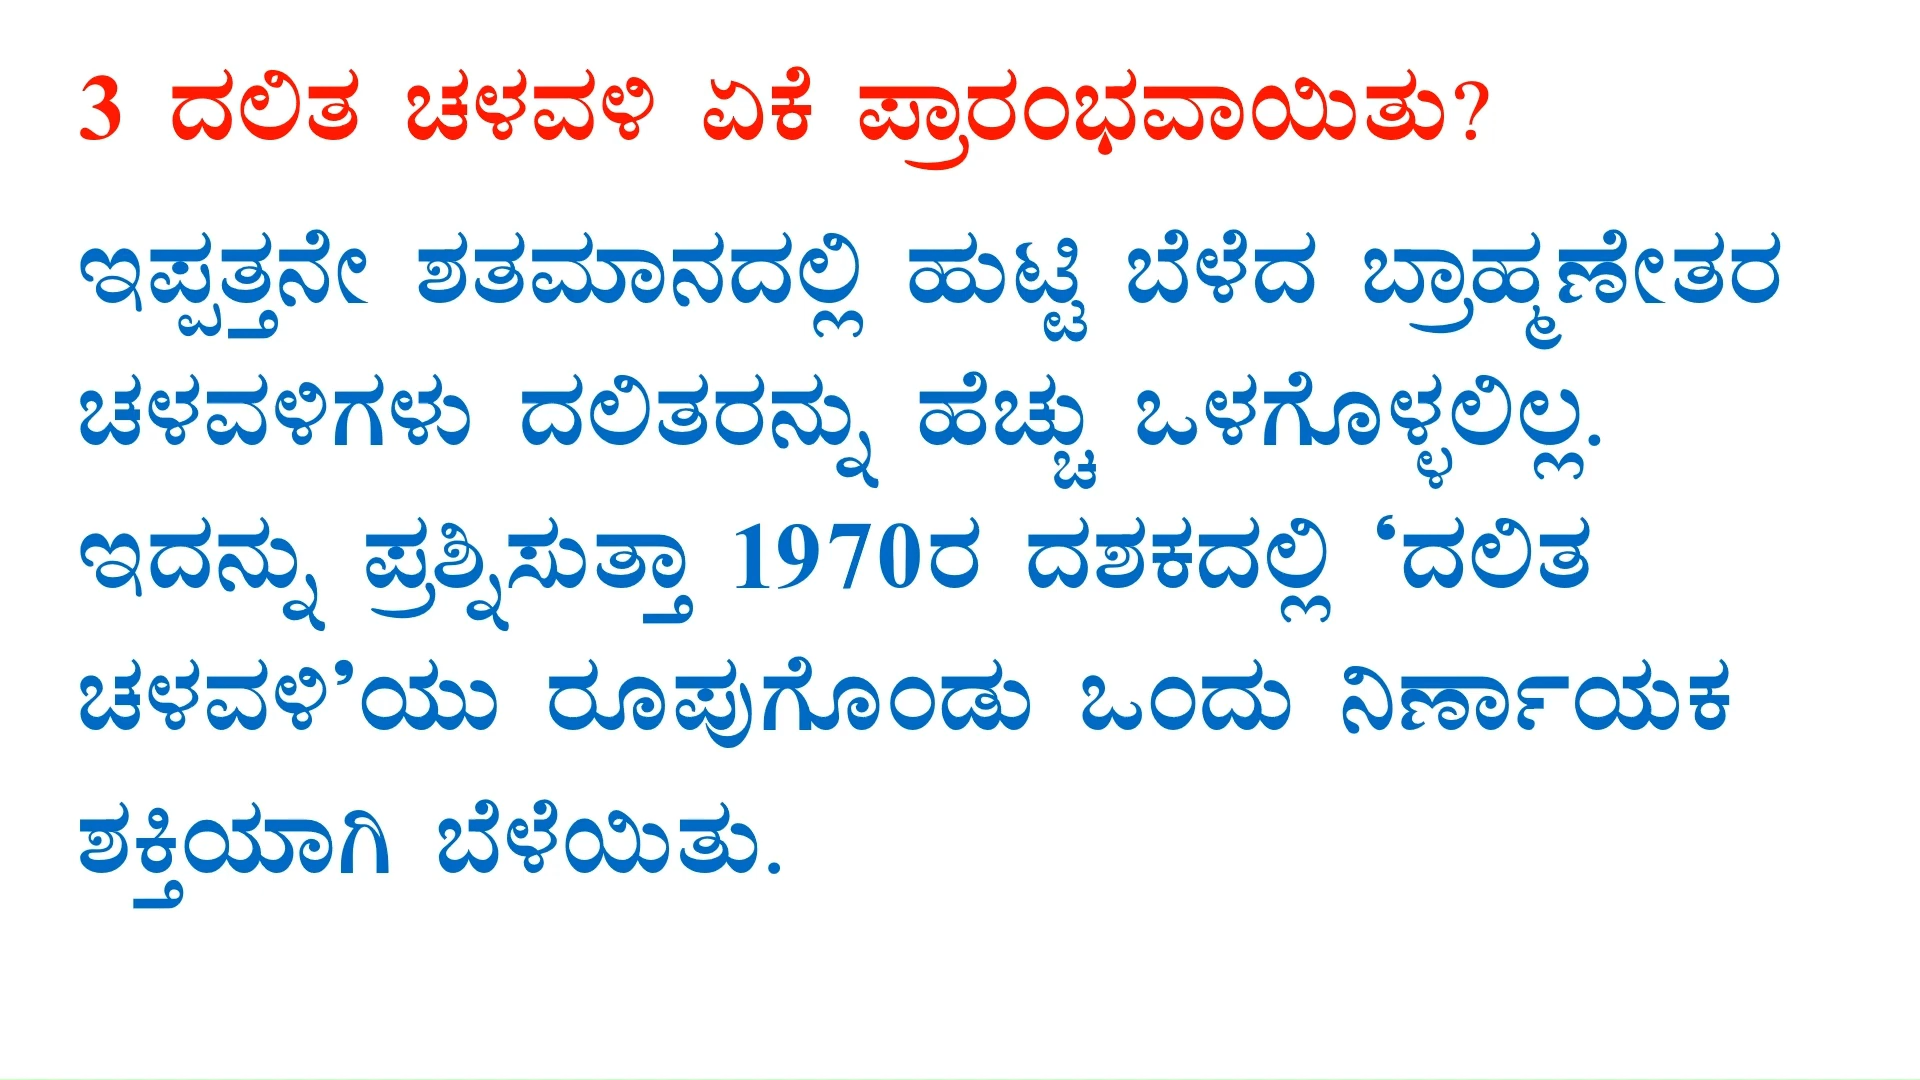 3 ದಲಿತ ಚಳವಳಿ ಏಕೆ ಪ್ರಾರಂಭವಾಯಿತು?
ಇಪ್ಪತ್ತನೇ ಶತಮಾನದಲ್ಲಿ ಹುಟ್ಟಿ ಬೆಳೆದ ಬ್ರಾಹ್ಮಣೇತರ
ಚಳವಳಿಗಳು ದಲಿತರನ್ನು ಹೆಚ್ಚು ಒಳಗೊಳ್ಳಲಿಲ್ಲ.
ಇದನ್ನು ಪ್ರಶ್ನಿಸುತ್ತಾ 1970ರ ದಶಕದಲ್ಲಿ ‘ದಲಿತ
ಚಳವಳಿ’ಯು ರೂಪುಗೊಂಡು ಒಂದು ನಿರ್ಣಾಯಕ
ಶಕ್ತಿಯಾಗಿ ಬೆಳೆಯಿತು.